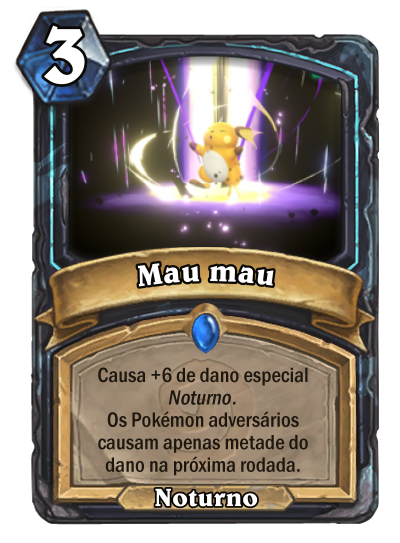 3
Mau mau
Causa +6 de dano especial
Noturno.
Os Pokémon adversários
causam apenas metade do
dano na próxima rodada.
Noturno